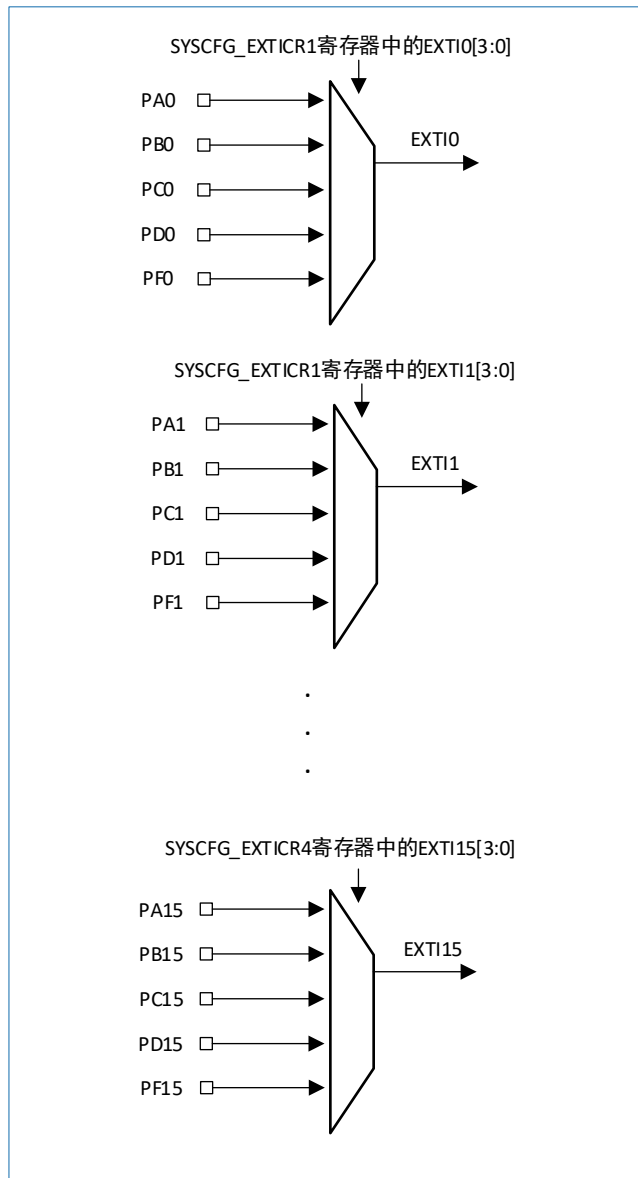 SYSCFG_EXTICR1寄存器中的EXTI0[3:0]
PA0
PB0
EXTI0
PC0
PD0
PF0
SYSCFG_EXTICR1寄存器中的EXTI1[3:0]
PA1
PB1
EXTI1
PC1
PD1
PF1
.
.
.
SYSCFG_EXTICR4寄存器中的EXTI15[3:0]
PA15
PB15
EXTI15
PC15
PD15
PF15